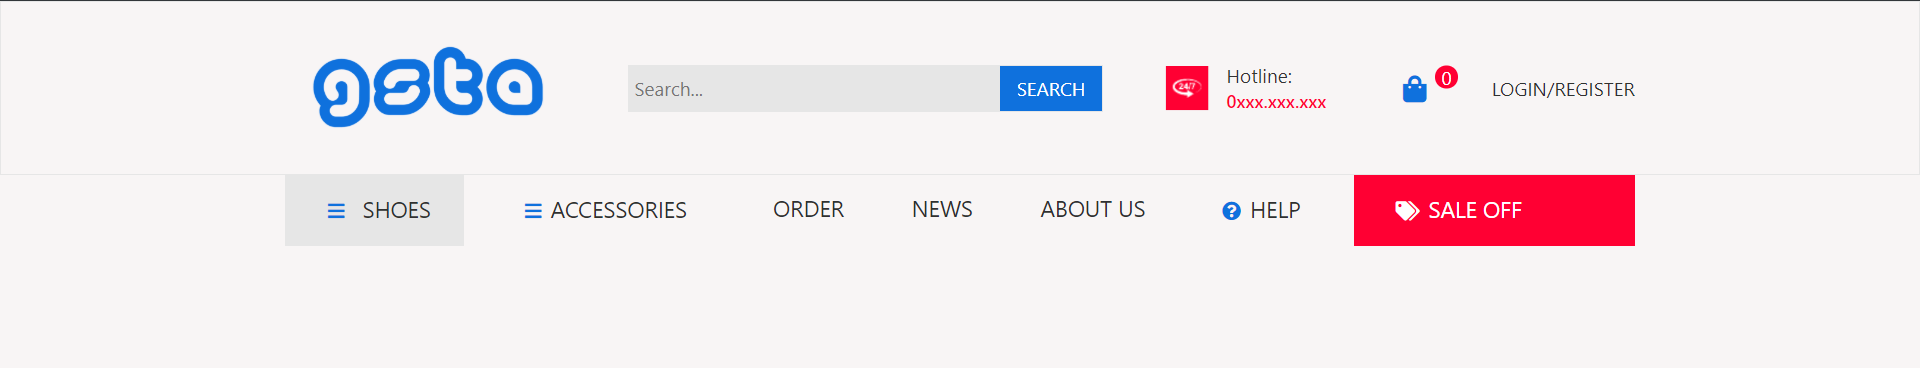 gsta
Search...
SEARCH
24/7
Hotline:
0xxx.xxx.xxx
0
LOGIN/REGISTER
SHOES
ACCESSORIES
ORDER
NEWS
ABOUT US
? HELP
SALE OFF